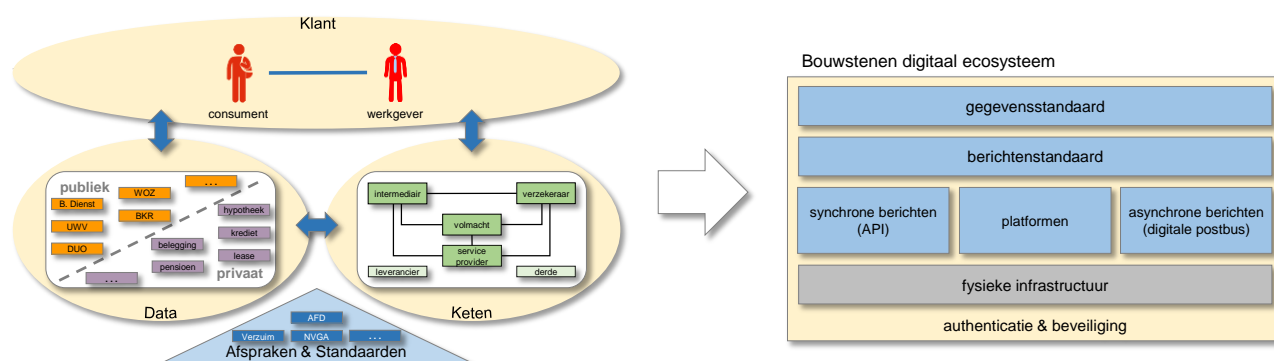 Klant
consument
werkgever
publiek
B. Dienst
UWV
DUO
WOZ
BKR
...
hypotheek
krediet
lease
belegging
pensioen
...
privaat
Data
intermediair
verzekeraar
volmacht
service
provider
leverancier
derde
Keten
AFD
Verzuim
NVGA
...
Afspraken & Standaarden
Bouwstenen digitaal ecosysteem
gegevensstandaard
berichtenstandaard
synchrone berichten
(API)
platformen
asynchrone berichten
(digitale postbus)
fysieke infrastructuur
authenticatie & beveiliging